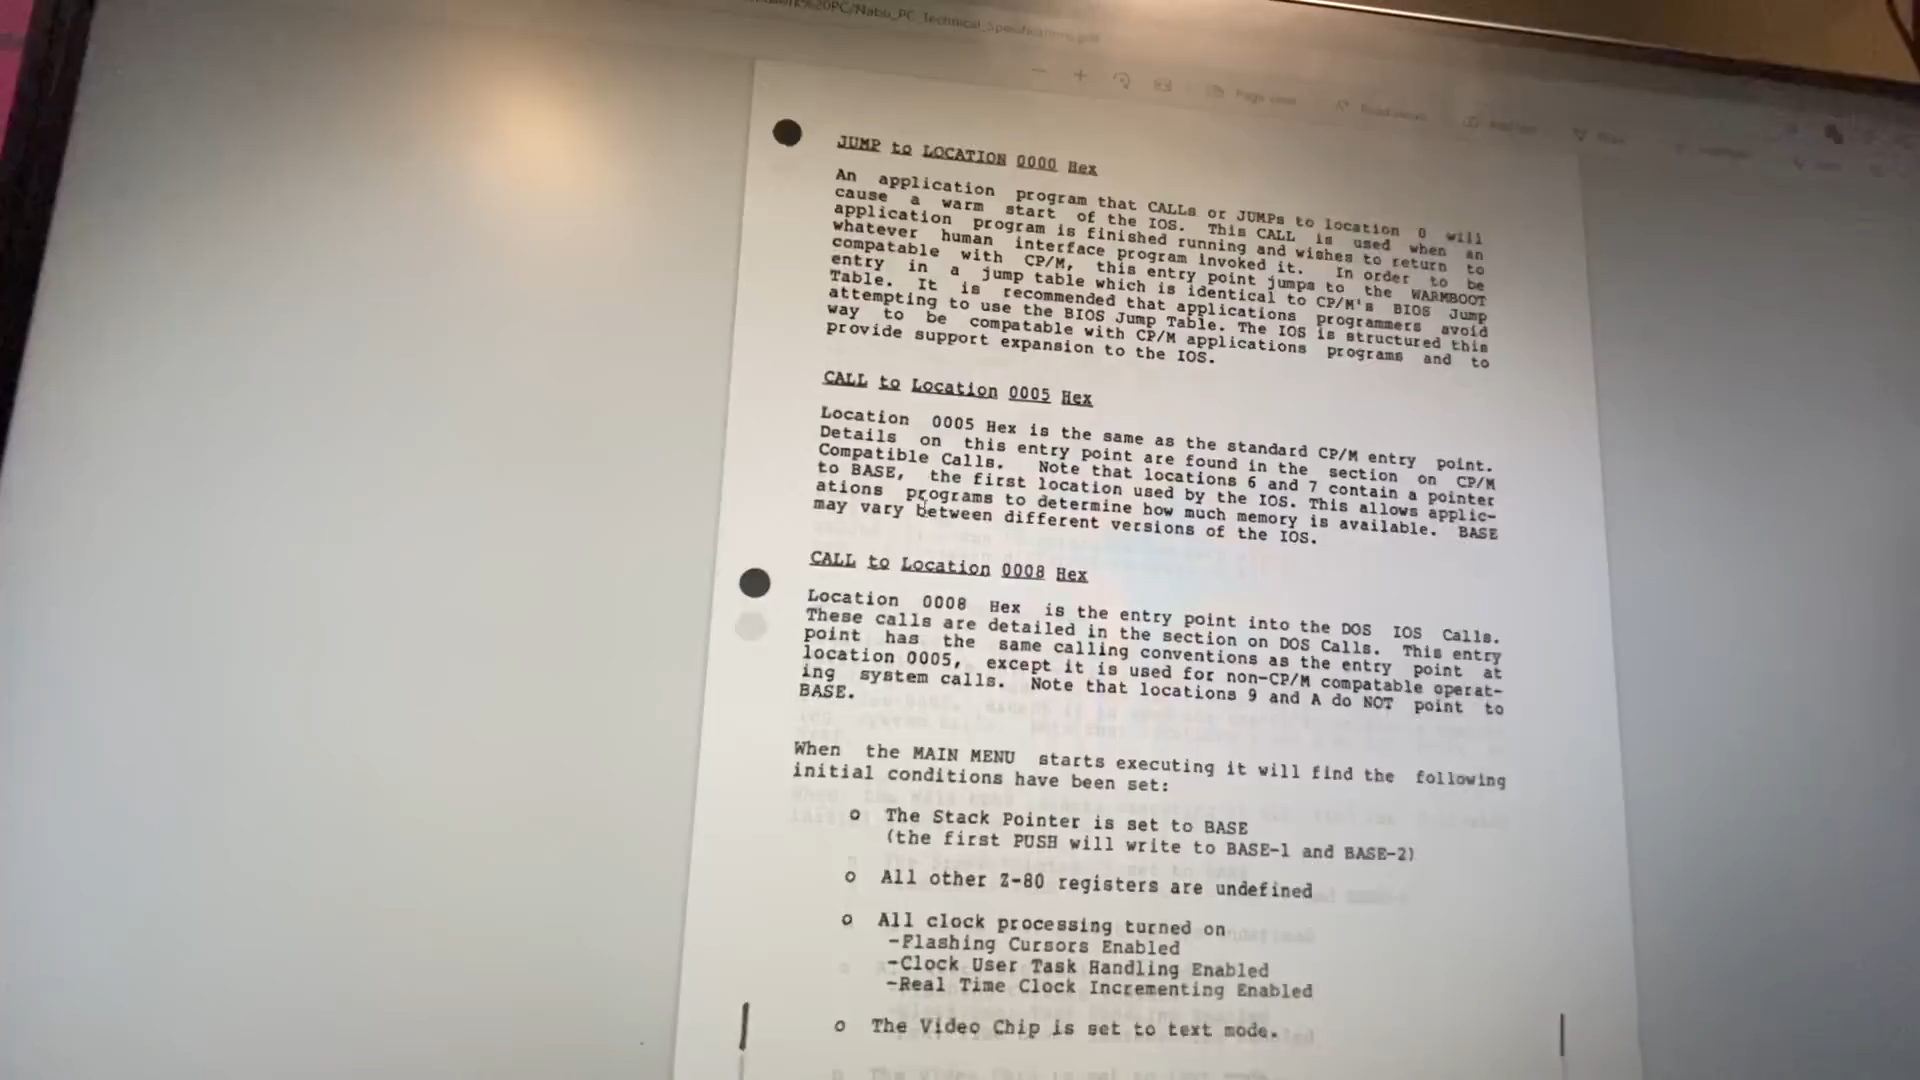 %20PC/Nabu_PC_Technical_Specifications.pdf
Page view
JUMP to LOCATION 0000 Hex
An application program that CALLs or JUMPs to location 0 will
cause a warm start of the IOS. This CALL is used when an
application program is finished running and wishes to return to
whatever human interface program invoked it. In order to be
compatable with CP/M, this entry point jumps to the WARMBOOT
entry in a jump table which is identical to CP/M's BIOS Jump
Table. It is recommended that applications programmers avoid
attempting to use the BIOS Jump Table. The IOS is structured this
way to be compatable with CP/M applications programs and to
provide support expansion to the IOS.
CALL to Location 0005 Hex
Location 0005 Hex is the same as the standard CP/M entry point.
Details on this entry point are found in the section on CP/M
Compatible Calls. Note that locations 6 and 7 contain a pointer
to BASE, the first location used by the IOS. This allows applic-
ations programs to determine how much memory is available. BASE
may vary between different versions of the IOS.
CALL to Location 0008 Hex
Location 0008 Hex is the entry point into the DOS IOS Calls.
These calls are detailed in the section on DOS Calls. This entry
point has the same calling conventions as the entry point at
location 0005, except it is used for non-CP/M compatable operat-
ing system calls. Note that locations 9 and A do NOT point to
BASE.
When the MAIN MENU starts executing it will find the following
initial conditions have been set:
o The Stack Pointer is set to BASE
(the first PUSH will write to BASE-1 and BASE-2)
o All other Z-80 registers are undefined
o All clock processing turned on
-Flashing Cursors Enabled
-Clock User Task Handling Enabled
-Real Time Clock Incrementing Enabled
o The Video Chip is set to text mode.